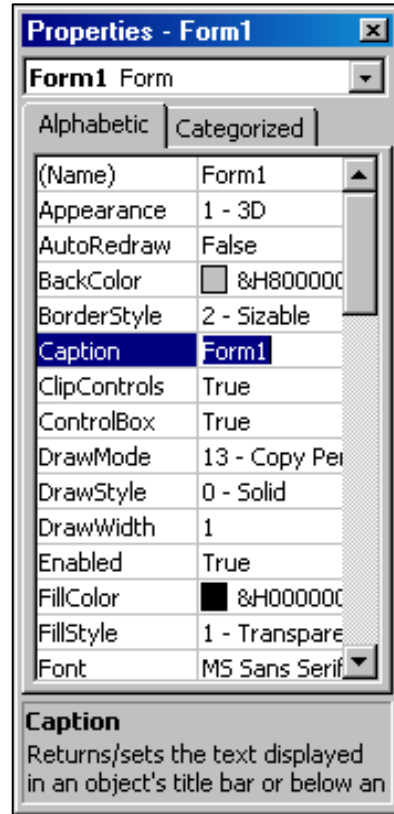 Properties - Form1
Form1 Form
Alphabetic Categorized
(Name) Form1
Appearance 1 - 3D
AutoRedraw False
BackColor &H800000
BorderStyle 2 - Sizable
Caption Form1
ClipControls True
ControlBox True
DrawMode 13 - Copy Pe
DrawStyle 0 - Solid
DrawWidth 1
Enabled True
FillColor &H000000
FillStyle 1 - Transpare
Font MS Sans Serif
Caption
Returns/sets the text displayed
in an object's title bar or below an